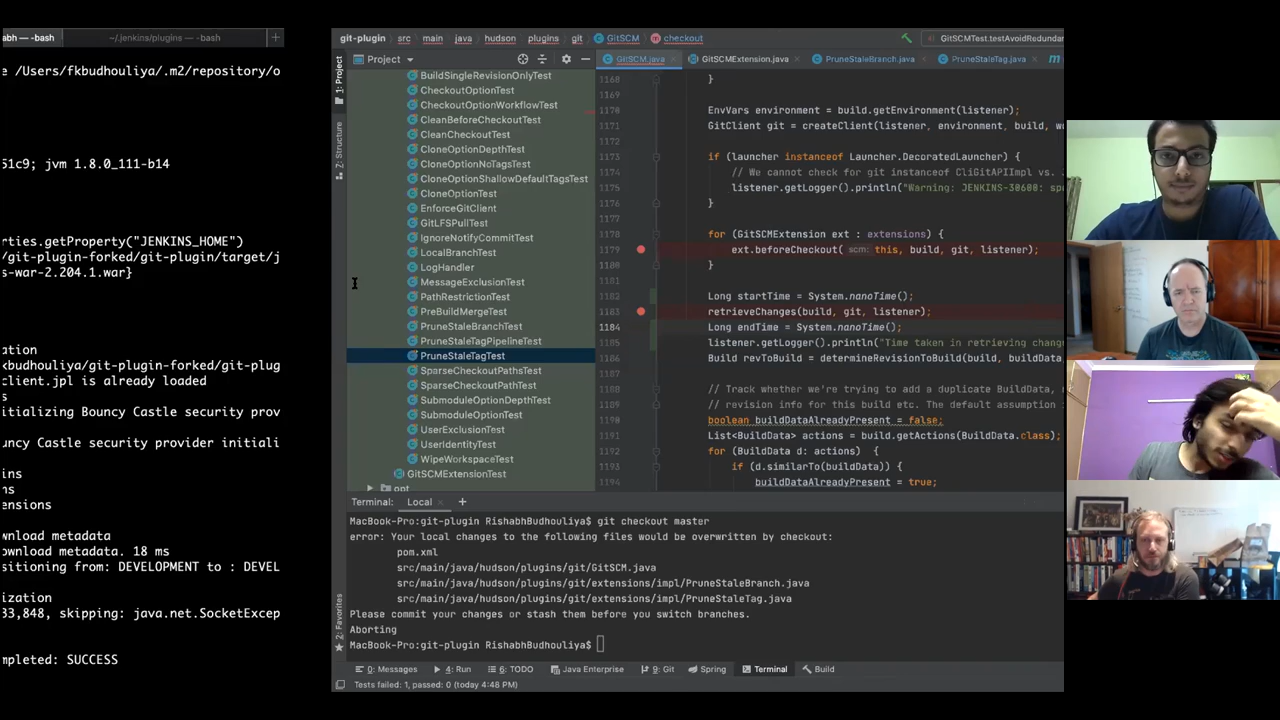 abh — -bash
~/.jenkins/plugins — -bash
+
e /Users/fkbudhouliya/.m2/repository/o
51c9; jvm 1.8.0_111-b14
rties.getProperty("JENKINS_HOME")
/git-plugin-forked/git-plugin/target/j
s-war-2.204.1.war}
ation
kbudhouliya/git-plugin-forked/git-plug
client.jpl is already loaded
s
nitializing Bouncy Castle security prov
uncy Castle security provider initiali
ins
ns
ensions
ownload metadata
ownload metadata. 18 ms
sitioning from: DEVELOPMENT to : DEVEL
lization
33,848, skipping: java.net.SocketExcep
mpleted: SUCCESS
git-plugin
src
main
java
hudson
plugins
git
GitSCM
checkout
GitSCMTest.testAvoidRedundar
Project
GitSCM.java
GitSCMExtension.java
PruneStaleBranch.java
PruneStaleTag.java
m
1: Project
7: Structure
2: Favorites
BuildSingleRevisionOnlyTest
CheckoutOptionTest
CheckoutOptionWorkflowTest
CleanBeforeCheckoutTest
CleanCheckoutTest
CloneOptionDepthTest
CloneOptionNoTagsTest
CloneOptionShallowDefaultTagsTest
CloneOptionTest
EnforceGitClient
GitLFSPullTest
IgnoreNotifyCommitTest
LocalBranchTest
LogHandler
MessageExclusionTest
PathRestrictionTest
PreBuildMergeTest
PruneStaleBranchTest
PruneStaleTagPipelineTest
PruneStaleTagTest
SparseCheckoutPathsTest
SparseCheckoutPathTest
SubmoduleOptionDepthTest
SubmoduleOptionTest
UserExclusionTest
UserIdentityTest
WipeWorkspaceTest
GitSCMExtensionTest
opt
1168 }
1169
1170 EnvVars environment = build.getEnvironment(listener);
1171 GitClient git = createClient(listener, environment, build, w
1172
1173 if (launcher instanceof Launcher.DecoratedLauncher) {
1174 // We cannot check for git instanceof CliGitAPIImpl vs.
1175 listener.getLogger().println("Warning: JENKINS-30600: sp
1176 }
1177
1178 for (GitSCMExtension ext : extensions) {
1179 ext.beforeCheckout( scm: this, build, git, listener);
1180 }
1181
1182 Long startTime = System.nanoTime();
1183 retrieveChanges(build, git, listener);
1184 Long endTime = System.nanoTime();
1185 listener.getLogger().println("Time taken in retrieving chang
1186 Build revToBuild = determineRevisionToBuild(build, buildData
1187
1188 // Track whether we're trying to add a duplicate BuildData,
1189 // revision info for this build etc. The default assumption
1190 boolean buildDataAlreadyPresent = false;
1191 List<BuildData> actions = build.getActions(BuildData.class);
1192 for (BuildData d: actions) {
1193 if (d.similarTo(buildData)) {
1194 buildDataAlreadyPresent = true;
Terminal: Local +
MacBook-Pro:git-plugin RishabhBudhouliya$ git checkout master
error: Your local changes to the following files would be overwritten by checkout:
pom.xml
src/main/java/hudson/plugins/git/GitSCM.java
src/main/java/hudson/plugins/git/extensions/impl/PruneStaleBranch.java
src/main/java/hudson/plugins/git/extensions/impl/PruneStaleTag.java
Please commit your changes or stash them before you switch branches.
Aborting
MacBook-Pro:git-plugin RishabhBudhouliya$
0: Messages
4: Run
6: TODO
Java Enterprise
9: Git
Spring
Terminal
Build
Tests failed: 1, passed: 0 (today 4:48 PM)